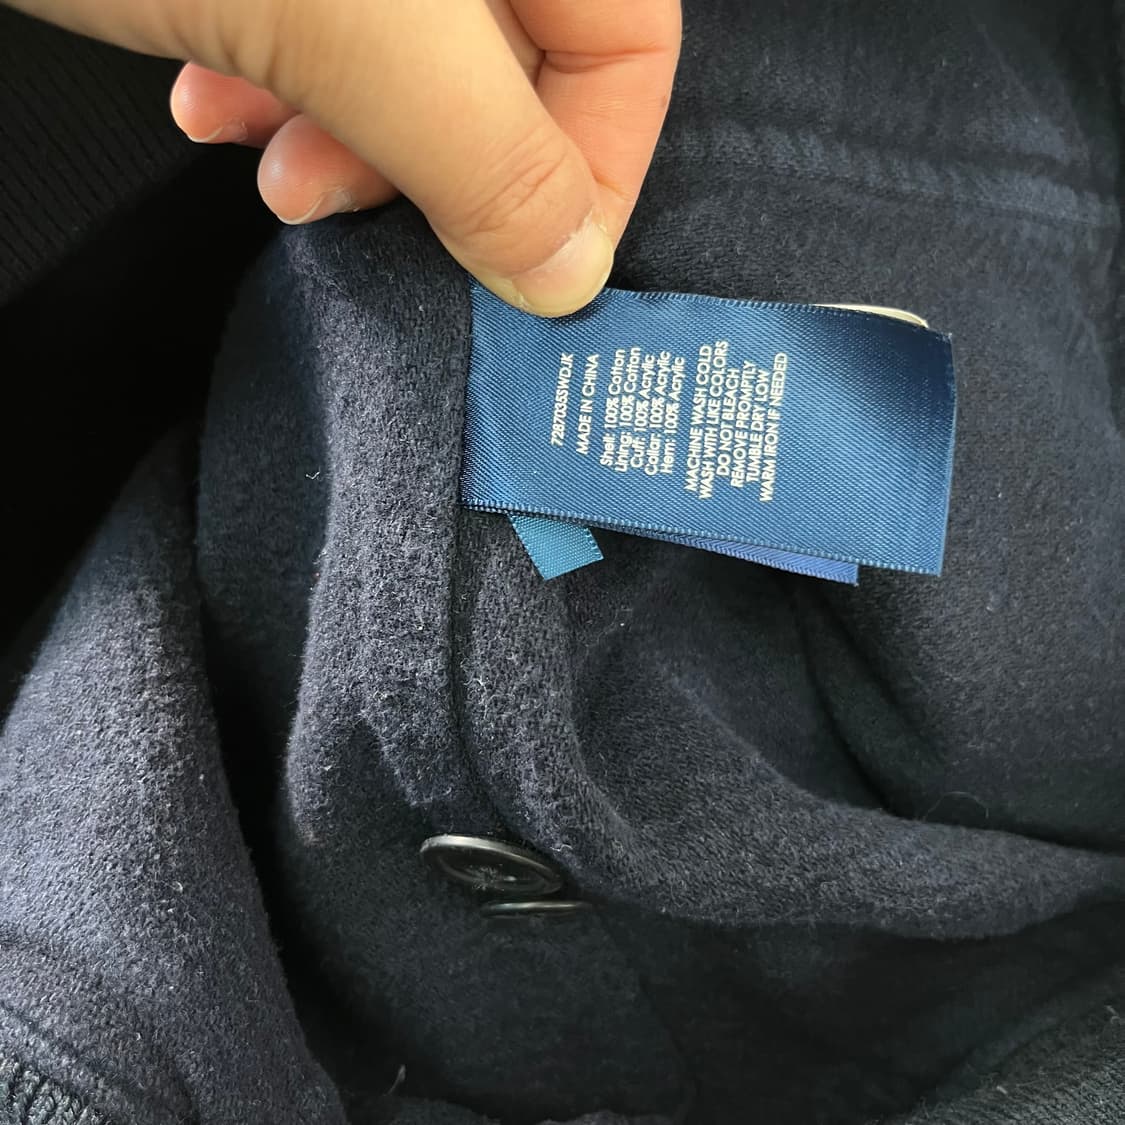 7287035SWDJK
MADE IN CHINA
Shell: 100% Cotton
Lining: 100% Cotton
Cuff: 100% Acrylic
Collar: 100% Acrylic
Hem: 100% Acrylic
MACHINE WASH COLD
WASH WITH LIKE COLORS
DO NOT BLEACH
REMOVE PROMPTLY
TUMBLE DRY LOW
WARM IRON IF NEEDED